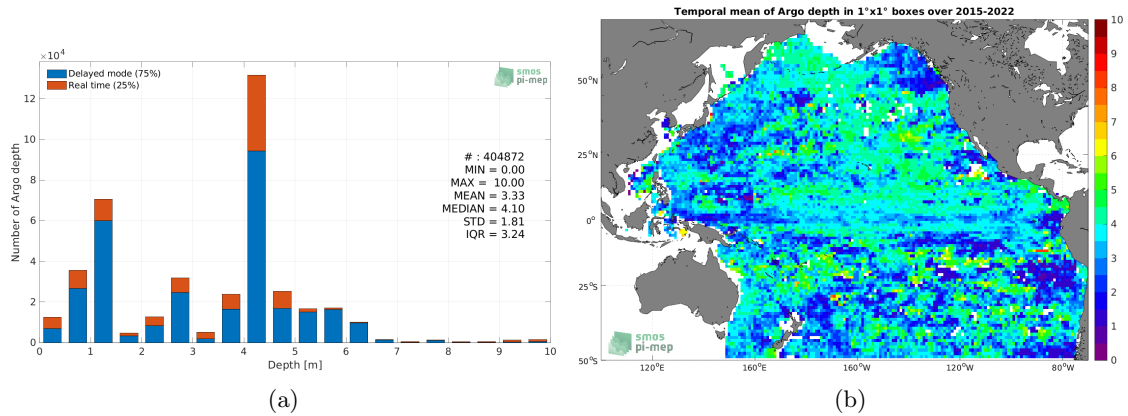 ×10⁴
Delayed mode (75%)
Real time (25%)
smos
pi-mep
# : 404872
MIN = 0.00
MAX = 10.00
MEAN = 3.33
MEDIAN = 4.10
STD = 1.81
IQR = 3.24
Number of Argo depth
12
10
8
6
4
2
0
0 1 2 3 4 5 6 7 8 9 10
Depth [m]
(a)
Temporal mean of Argo depth in 1°x1° boxes over 2015-2022
50°N
25°N
0°
25°S
50°S
120°E 160°E 160°W 120°W 80°W
smos
pi-mep
10
9
8
7
6
5
4
3
2
1
0
(b)